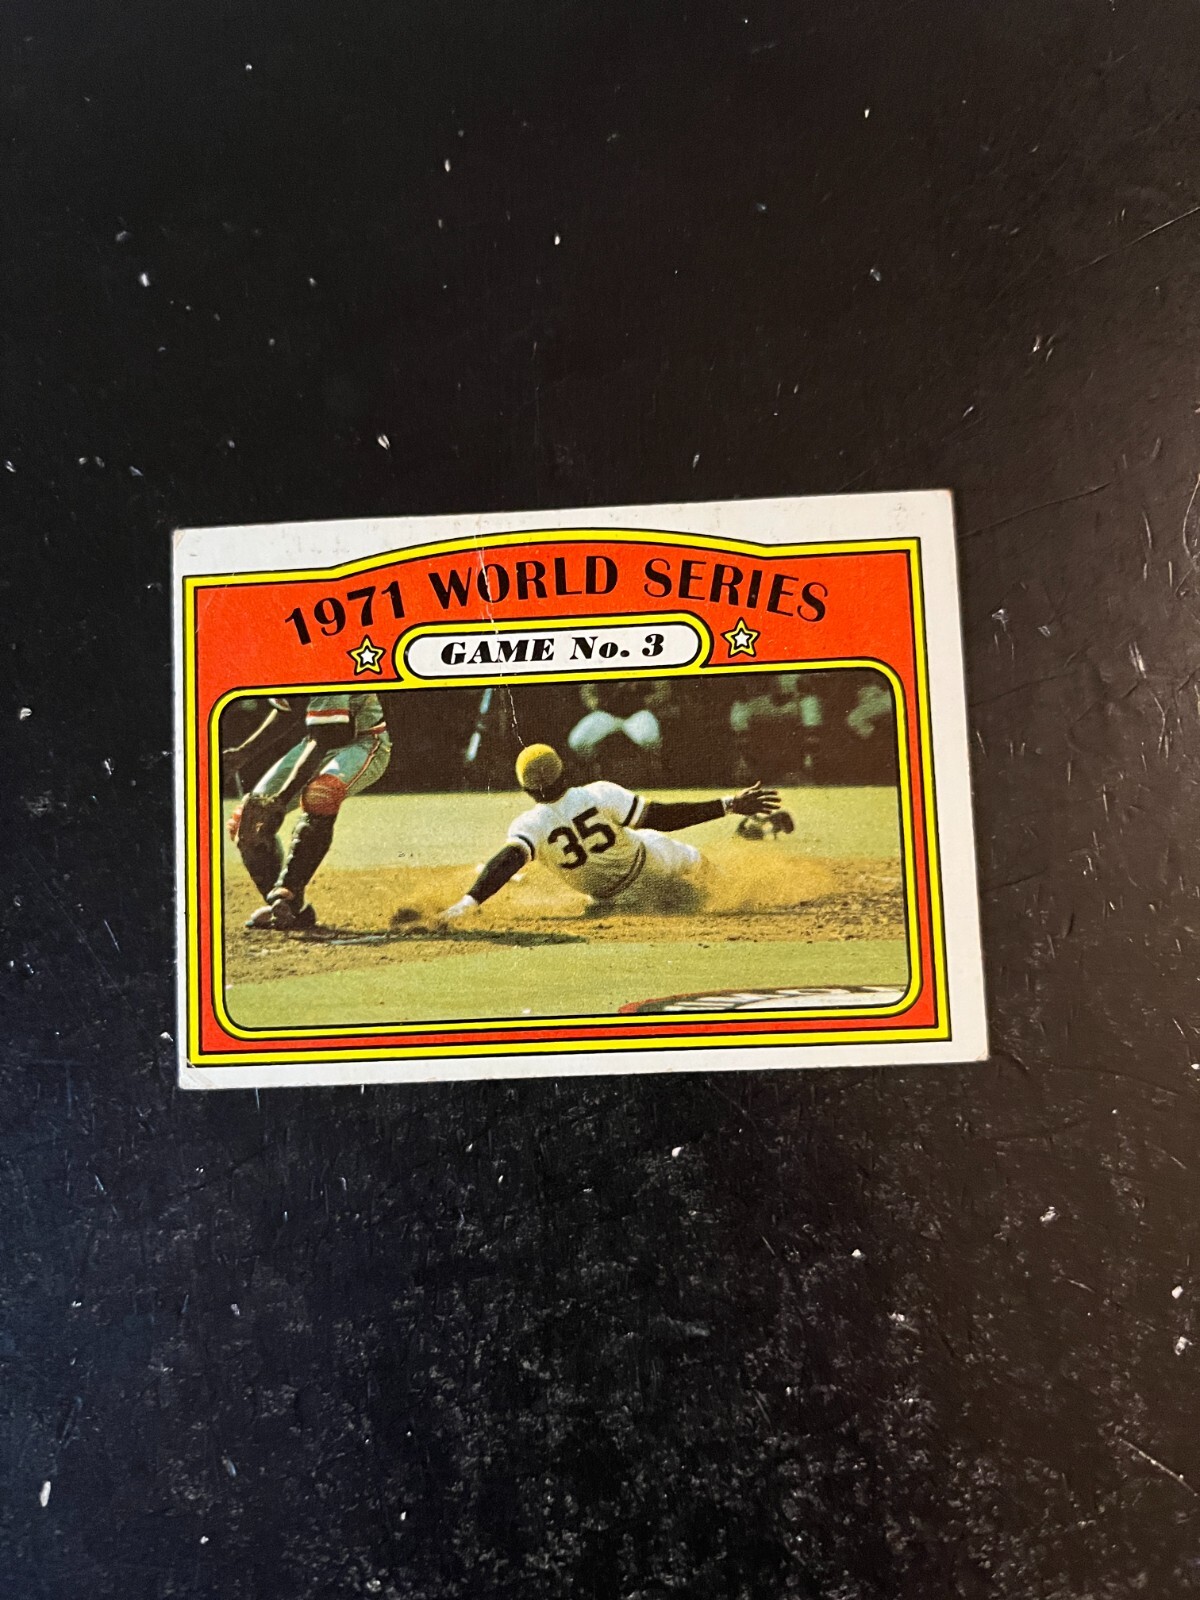 1971 WORLD SERIES
GAME No. 3
35